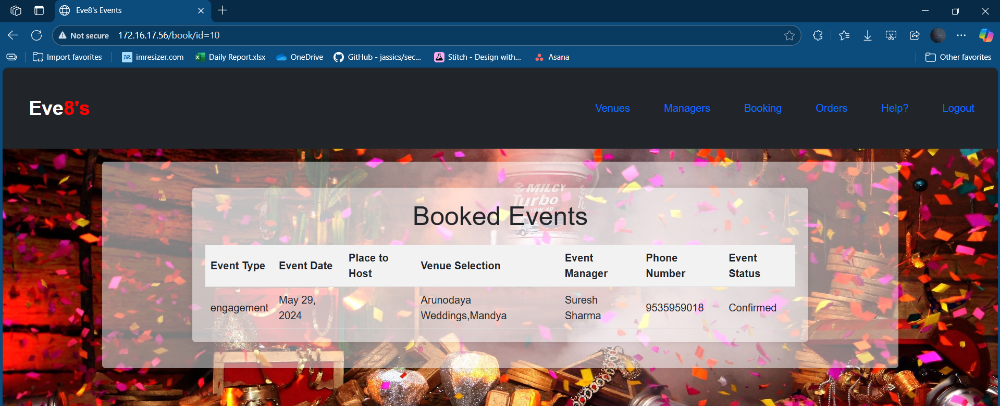 Eve8's Events
Not secure 172.16.17.56/book/id=10
Import favorites imresizer.com Daily Report.xlsx OneDrive GitHub - jassics/sec... Stitch - Design with... Asana Other favorites
Eve8's Venues Managers Booking Orders Help? Logout
MILCY
Turbo
15W 40
Booked Events
Event Type Event Date Place to Host Venue Selection Event Manager Phone Number Event Status
engagement May 29, 2024 Arunodaya Weddings,Mandya Suresh Sharma 9535959018 Confirmed